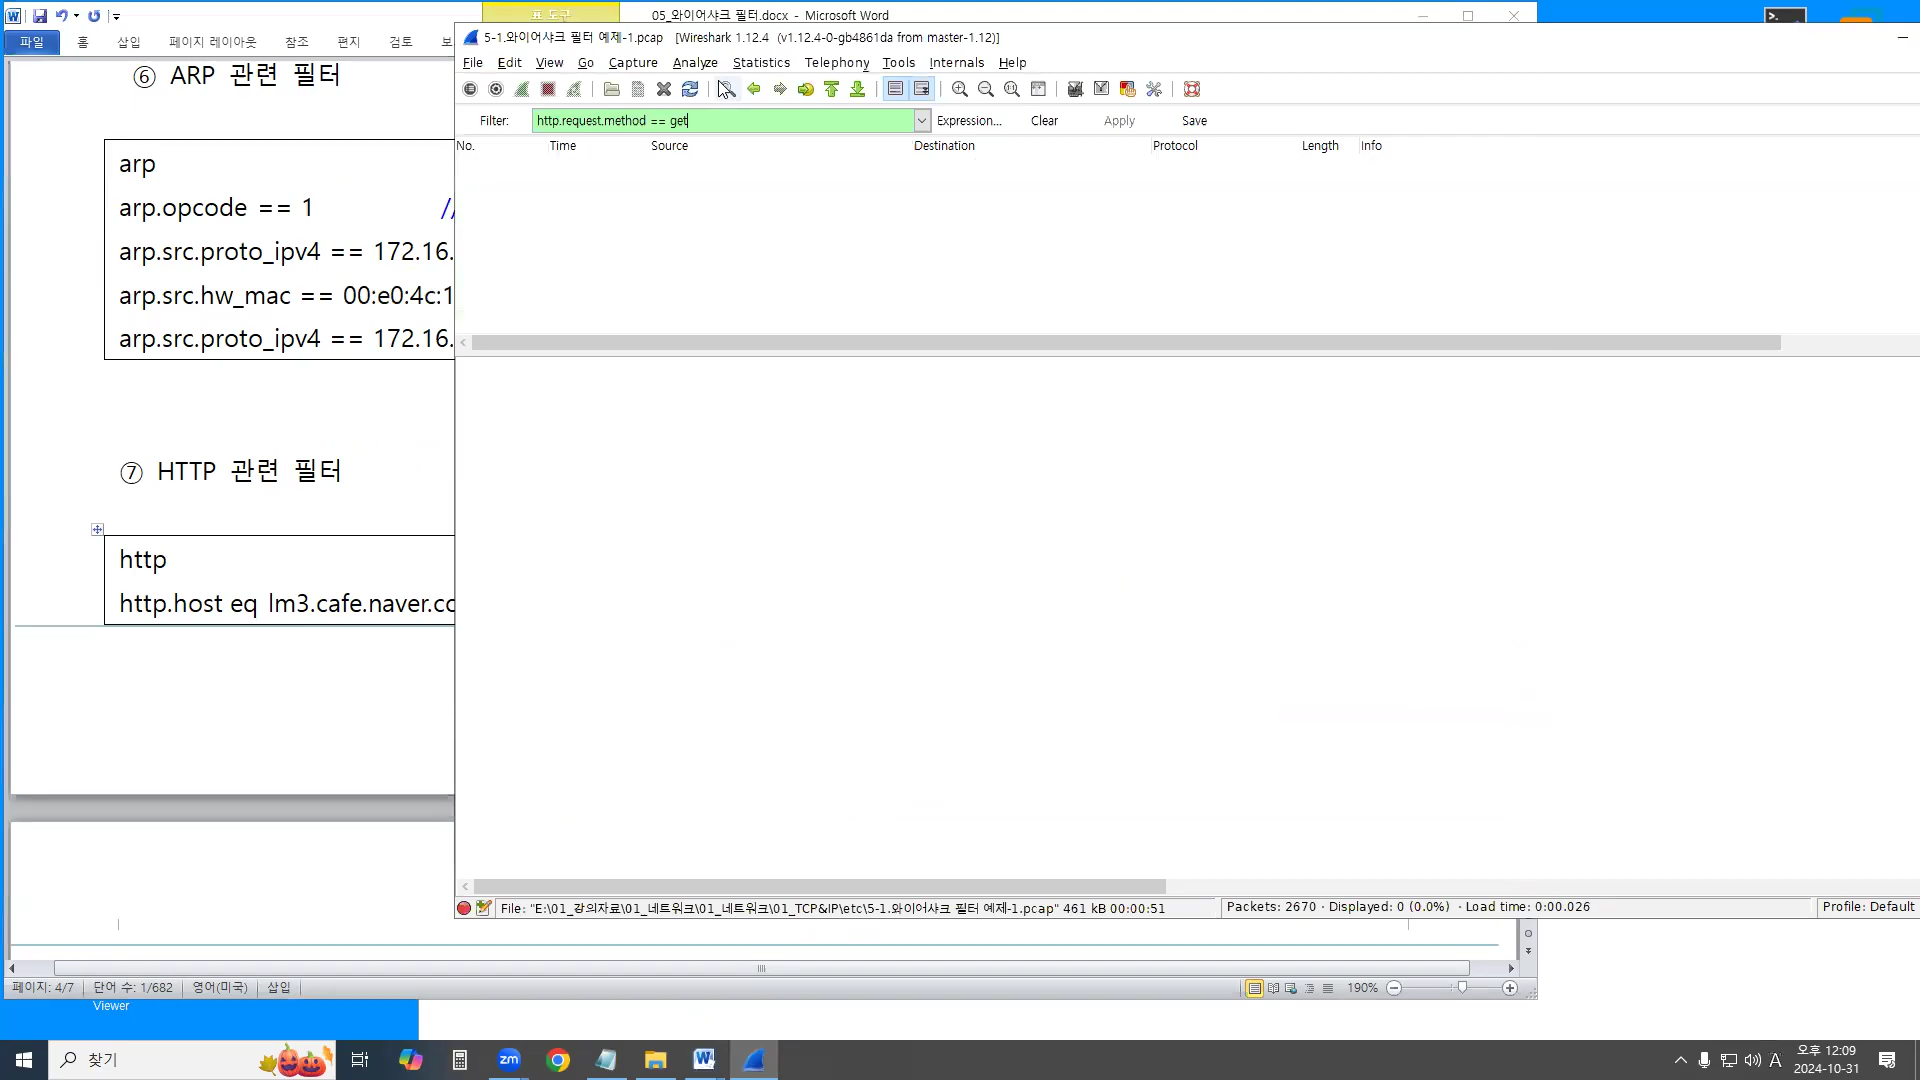 표 도구
05_와이어샤크 필터.docx - Microsoft Word
파일 홈 삽입 페이지 레이아웃 참조 편지 검토
⑥ ARP 관련 필터
arp
arp.opcode == 1 //
arp.src.proto_ipv4 == 172.16.
arp.src.hw_mac == 00:e0:4c:1
arp.src.proto_ipv4 == 172.16.
⑦ HTTP 관련 필터
http
http.host eq lm3.cafe.naver.co
5-1.와이어샤크 필터 예제-1.pcap [Wireshark 1.12.4 (v1.12.4-0-gb4861da from master-1.12)]
File Edit View Go Capture Analyze Statistics Telephony Tools Internals Help
Filter: http.request.method == get Expression... Clear Apply Save
No. Time Source Destination Protocol Length Info
File: "E:\01_강의자료\01_네트워크\01_네트워크\01_TCP&IP\etc\5-1.와이어샤크 필터 예제-1.pcap" 461 kB 00:00:51 Packets: 2670 · Displayed: 0 (0.0%) · Load time: 0:00.026 Profile: Default
페이지: 4/7 단어 수: 1/682 영어(미국) 삽입 190%
Viewer
찾기 zm A 오후 12:09
2024-10-31